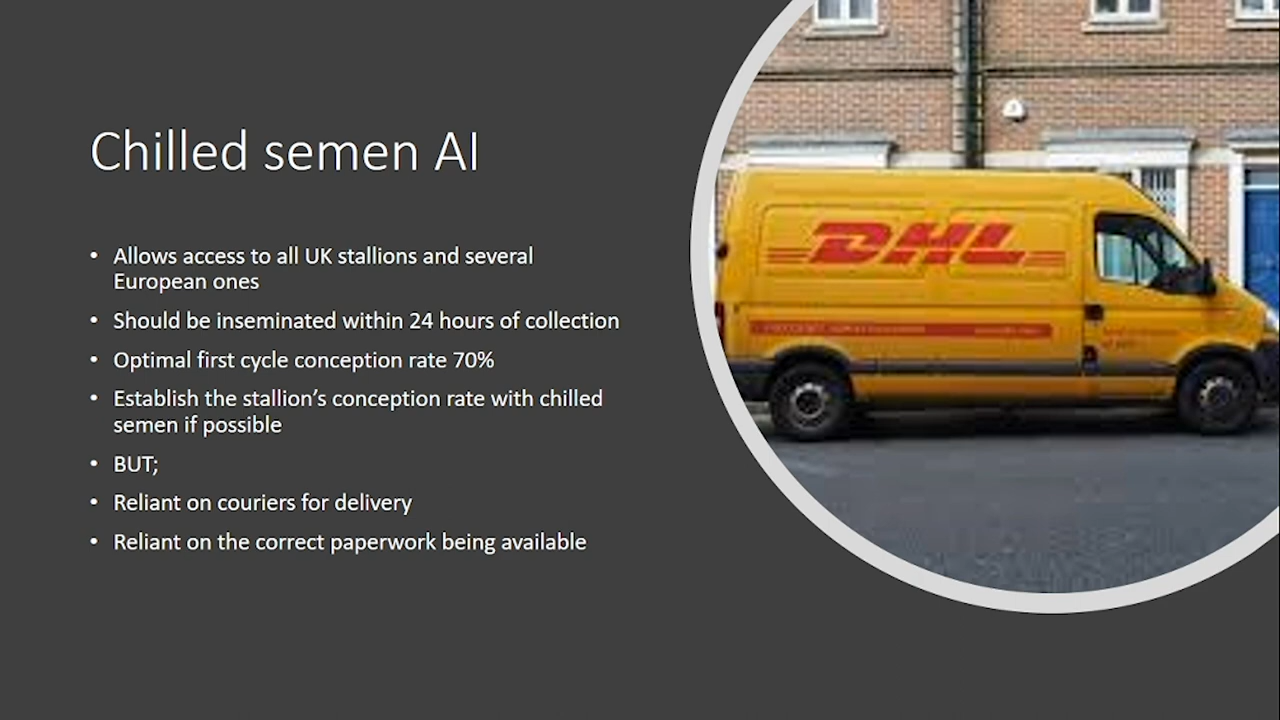 Chilled semen AI
• Allows access to all UK stallions and several
European ones
• Should be inseminated within 24 hours of collection
• Optimal first cycle conception rate 70%
• Establish the stallion’s conception rate with chilled
semen if possible
• BUT;
• Reliant on couriers for delivery
• Reliant on the correct paperwork being available
DHL